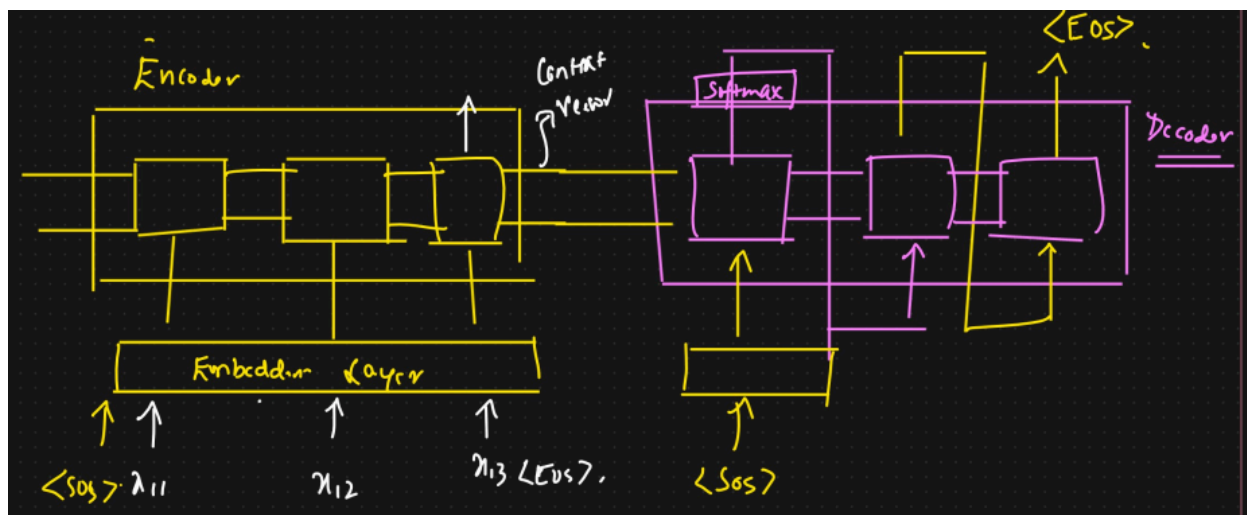 Encoder
Context
vector
Softmax
<EOS>.
Decoder
Embedding Layer
<SOS> x11
x12
x13 <EOS>.
<SOS>